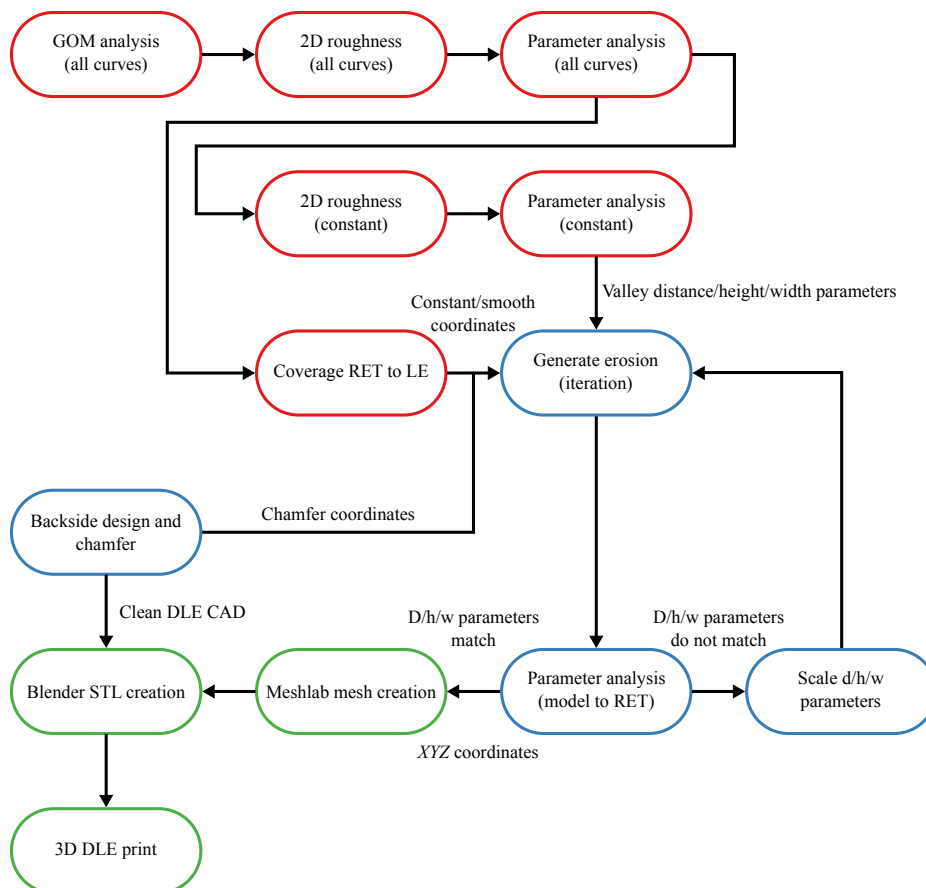 GOM analysis
(all curves)
2D roughness
(all curves)
Parameter analysis
(all curves)
2D roughness
(constant)
Parameter analysis
(constant)
Valley distance/height/width parameters
Constant/smooth
coordinates
Coverage RET to LE
Generate erosion
(iteration)
Backside design and
chamfer
Chamfer coordinates
Clean DLE CAD
D/h/w parameters
match
D/h/w parameters
do not match
Blender STL creation
Meshlab mesh creation
Parameter analysis
(model to RET)
Scale d/h/w
parameters
XYZ coordinates
3D DLE print